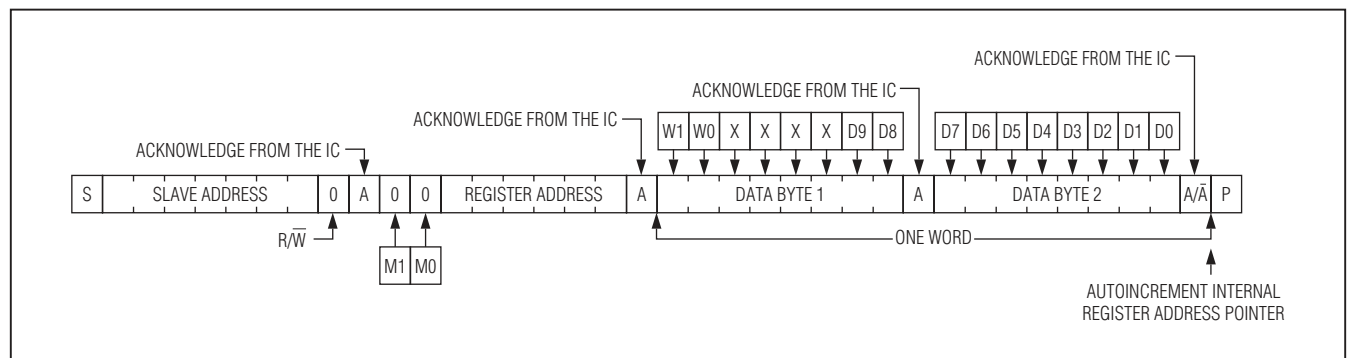 ACKNOWLEDGE FROM THE IC
ACKNOWLEDGE FROM THE IC
ACKNOWLEDGE FROM THE IC
W1 W0 X X X X D9 D8
D7 D6 D5 D4 D3 D2 D1 D0
ACKNOWLEDGE FROM THE IC
S SLAVE ADDRESS 0 A 0 0 REGISTER ADDRESS A DATA BYTE 1 A DATA BYTE 2 A/A̅ P
R/W̅
ONE WORD
M1 M0
AUTOINCREMENT INTERNAL
REGISTER ADDRESS POINTER